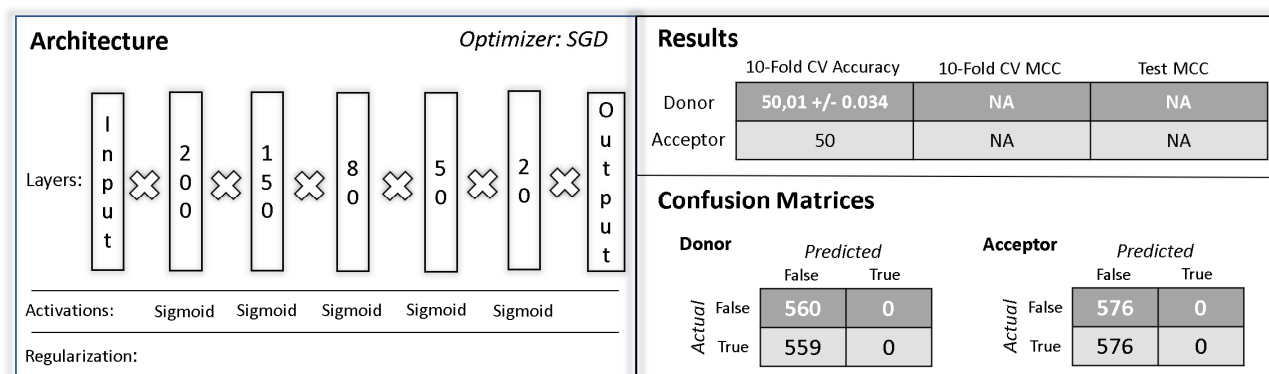 Architecture
Optimizer: SGD
Layers:
Input
200
150
80
50
20
Output
Activations: Sigmoid Sigmoid Sigmoid Sigmoid Sigmoid
Regularization:
Results
10-Fold CV Accuracy 10-Fold CV MCC Test MCC
Donor 50,01 +/- 0.034 NA NA
Acceptor 50 NA NA
Confusion Matrices
Donor
Predicted
False True
Actual
False 560 0
True 559 0
Acceptor
Predicted
False True
Actual
False 576 0
True 576 0